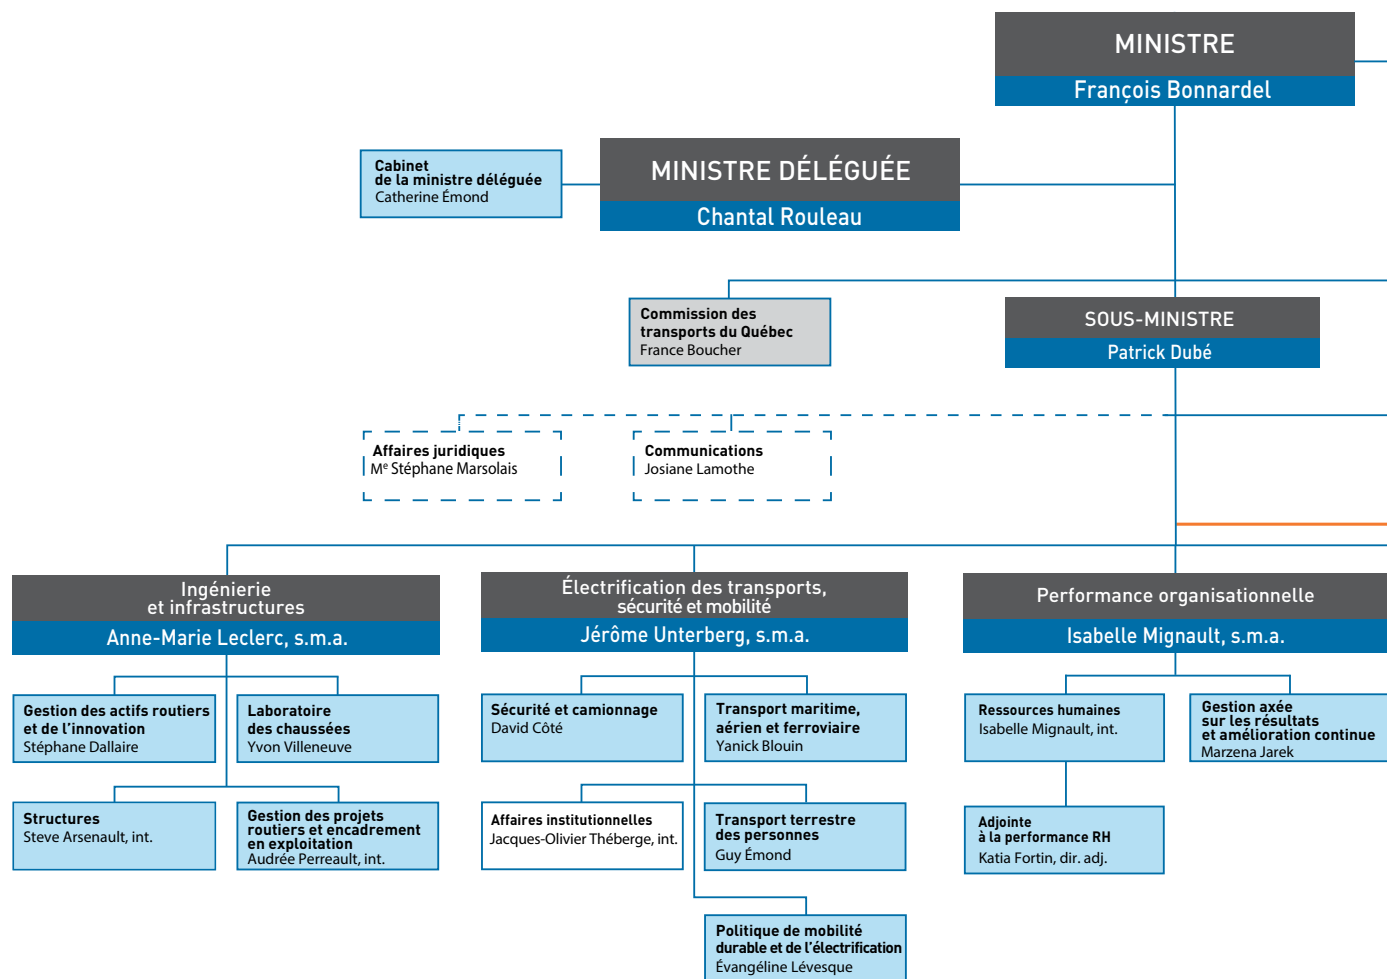 MINISTRE
François Bonnardel
Cabinet
de la ministre déléguée
Catherine Émond
MINISTRE DÉLÉGUÉE
Chantal Rouleau
Commission des
transports du Québec
France Boucher
SOUS-MINISTRE
Patrick Dubé
Affaires juridiques
Me Stéphane Marsolais
Communications
Josiane Lamothe
Ingénierie
et infrastructures
Anne-Marie Leclerc, s.m.a.
Gestion des actifs routiers
et de l'innovation
Stéphane Dallaire
Laboratoire
des chaussées
Yvon Villeneuve
Structures
Steve Arsenault, int.
Gestion des projets
routiers et encadrement
en exploitation
Audrée Perreault, int.
Électrification des transports,
sécurité et mobilité
Jérôme Unterberg, s.m.a.
Sécurité et camionnage
David Côté
Transport maritime,
aérien et ferroviaire
Yanick Blouin
Affaires institutionnelles
Jacques-Olivier Théberge, int.
Transport terrestre
des personnes
Guy Émond
Politique de mobilité
durable et de l'électrification
Évangéline Lévesque
Performance organisationnelle
Isabelle Mignault, s.m.a.
Ressources humaines
Isabelle Mignault, int.
Gestion axée
sur les résultats
et amélioration continue
Marzena Jarek
Adjointe
à la performance RH
Katia Fortin, dir. adj.